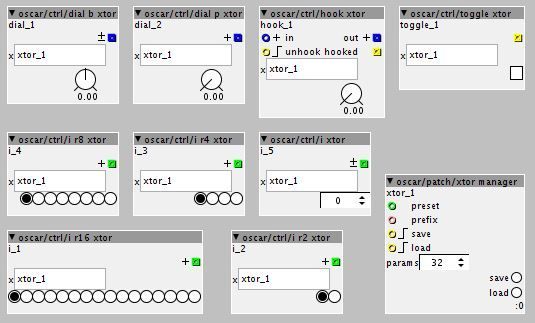 oscar/ctrl/dial b xtor
dial_1
±
x xtor_1
0.00
oscar/ctrl/dial p xtor
dial_2
+
x xtor_1
0.00
oscar/ctrl/hook xtor
hook_1
+ in out +
unhook hooked
x xtor_1
0.00
oscar/ctrl/toggle xtor
toggle_1
x xtor_1
oscar/ctrl/i r8 xtor
i_4
+
x xtor_1
oscar/ctrl/i r4 xtor
i_3
+
x xtor_1
oscar/ctrl/i xtor
i_5
±
x xtor_1
0
oscar/patch/xtor manager
xtor_1
preset
prefix
save
load
params 32
save
load
:0
oscar/ctrl/i r16 xtor
i_1
+
x xtor_1
oscar/ctrl/i r2 xtor
i_2
+
x xtor_1